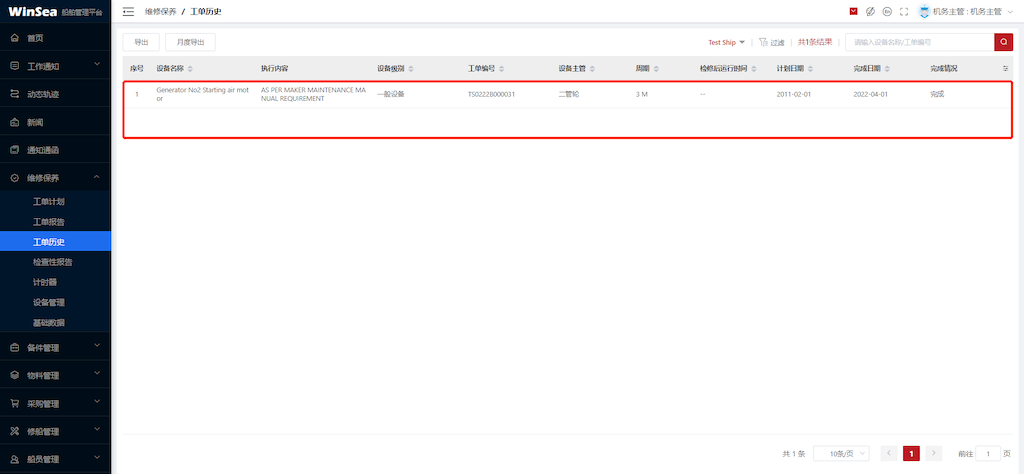 WinSea 船舶管理平台
维修保养 / 工单历史
机务主管 : 机务主管
首页
工作通知
动态轨迹
新闻
通知通函
维修保养
工单计划
工单报告
工单历史
检查性报告
计时器
设备管理
基础数据
备件管理
物料管理
采购管理
修船管理
船员管理
导出 月度导出
Test Ship 过滤 共1条结果 请输入设备名称/工单编号
序号 设备名称 执行内容 设备级别 工单编号 设备主管 周期 检修后运行时间 计划日期 完成日期 完成情况
1 Generator No2 Starting air mot AS PER MAKER MAINTENANCE MA 一般设备 TS0222B000031 二管轮 3 M -- 2011-02-01 2022-04-01 完成
or NUAL REQUIREMENT
共 1 条 10条/页 1 前往 1 页